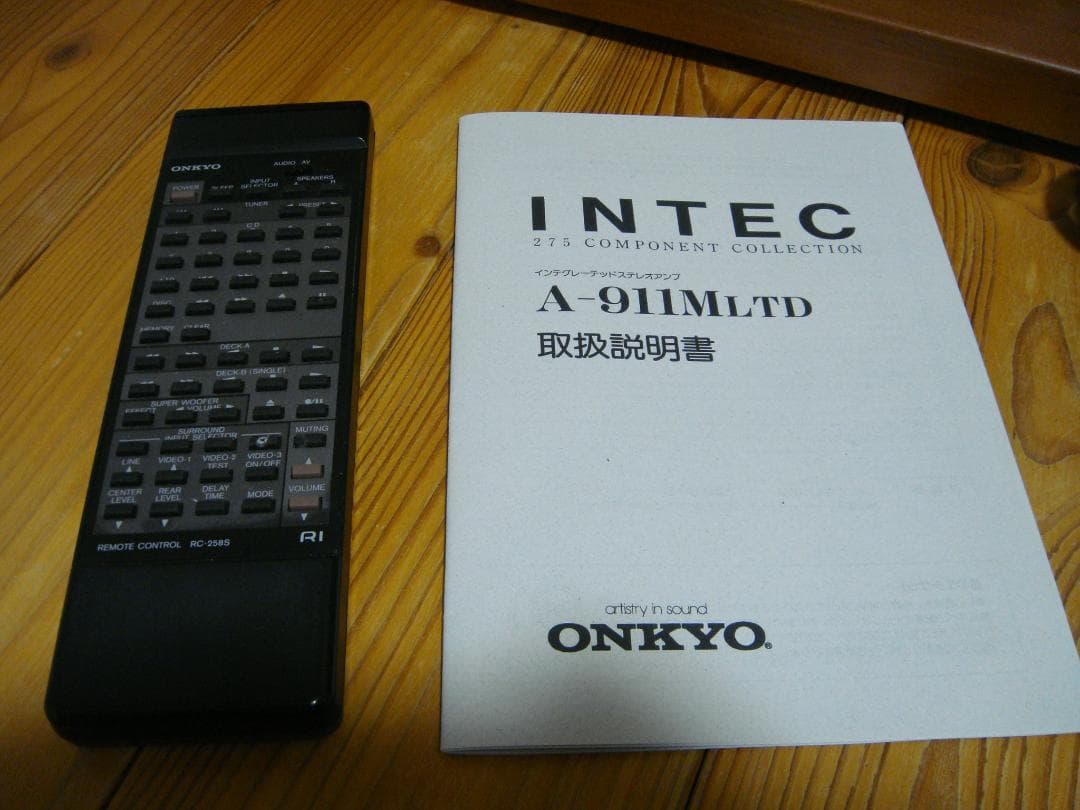 ONKYO
AUDIO AV
POWER
INPUT
SELECTOR
SPEAKERS
A B
TUNER
PRESET
CD
DISC
MEMORY CLEAR
DECK-A
DECK-B (SINGLE)
SUPER WOOFER
EFFECT VOLUME
SURROUND
INPUT SELECTOR
MUTING
LINE VIDEO-1 VIDEO-2 VIDEO-3
TEST ON/OFF
CENTER LEVEL
REAR LEVEL
DELAY TIME
MODE
VOLUME
REMOTE CONTROL RC-258S
RI
INTEC
275 COMPONENT COLLECTION
インテグレーテッドステレオアンプ
A-911MLTD
取扱説明書
artistry in sound
ONKYO®